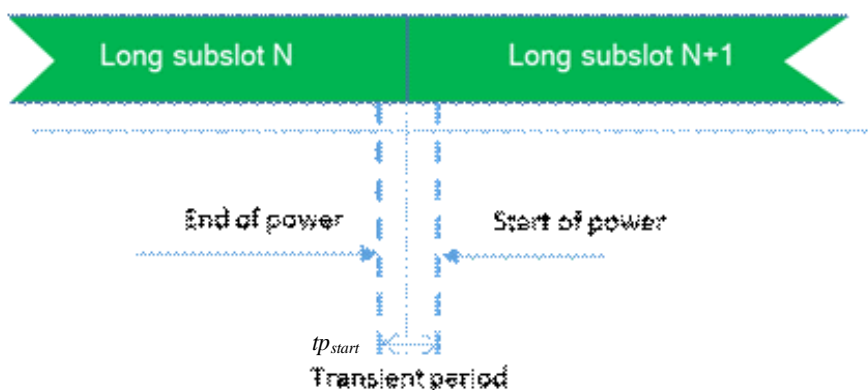 Long subslot N
Long subslot N+1
End of power
Start of power
tpstart
Transient period